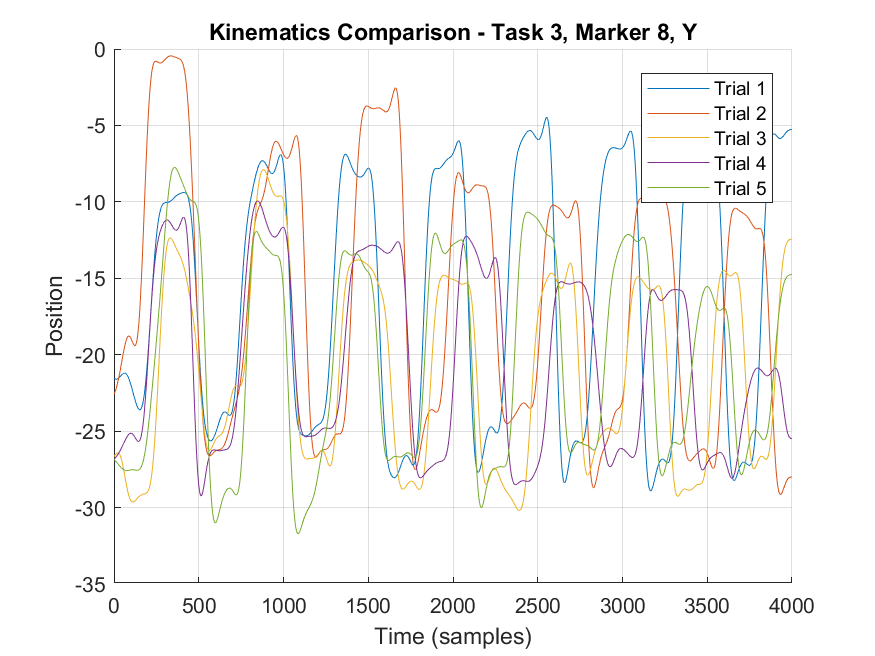 Kinematics Comparison - Task 3, Marker 8, Y
0
-5
-10
-15
-20
-25
-30
-35
Position
Trial 1
Trial 2
Trial 3
Trial 4
Trial 5
0 500 1000 1500 2000 2500 3000 3500 4000
Time (samples)